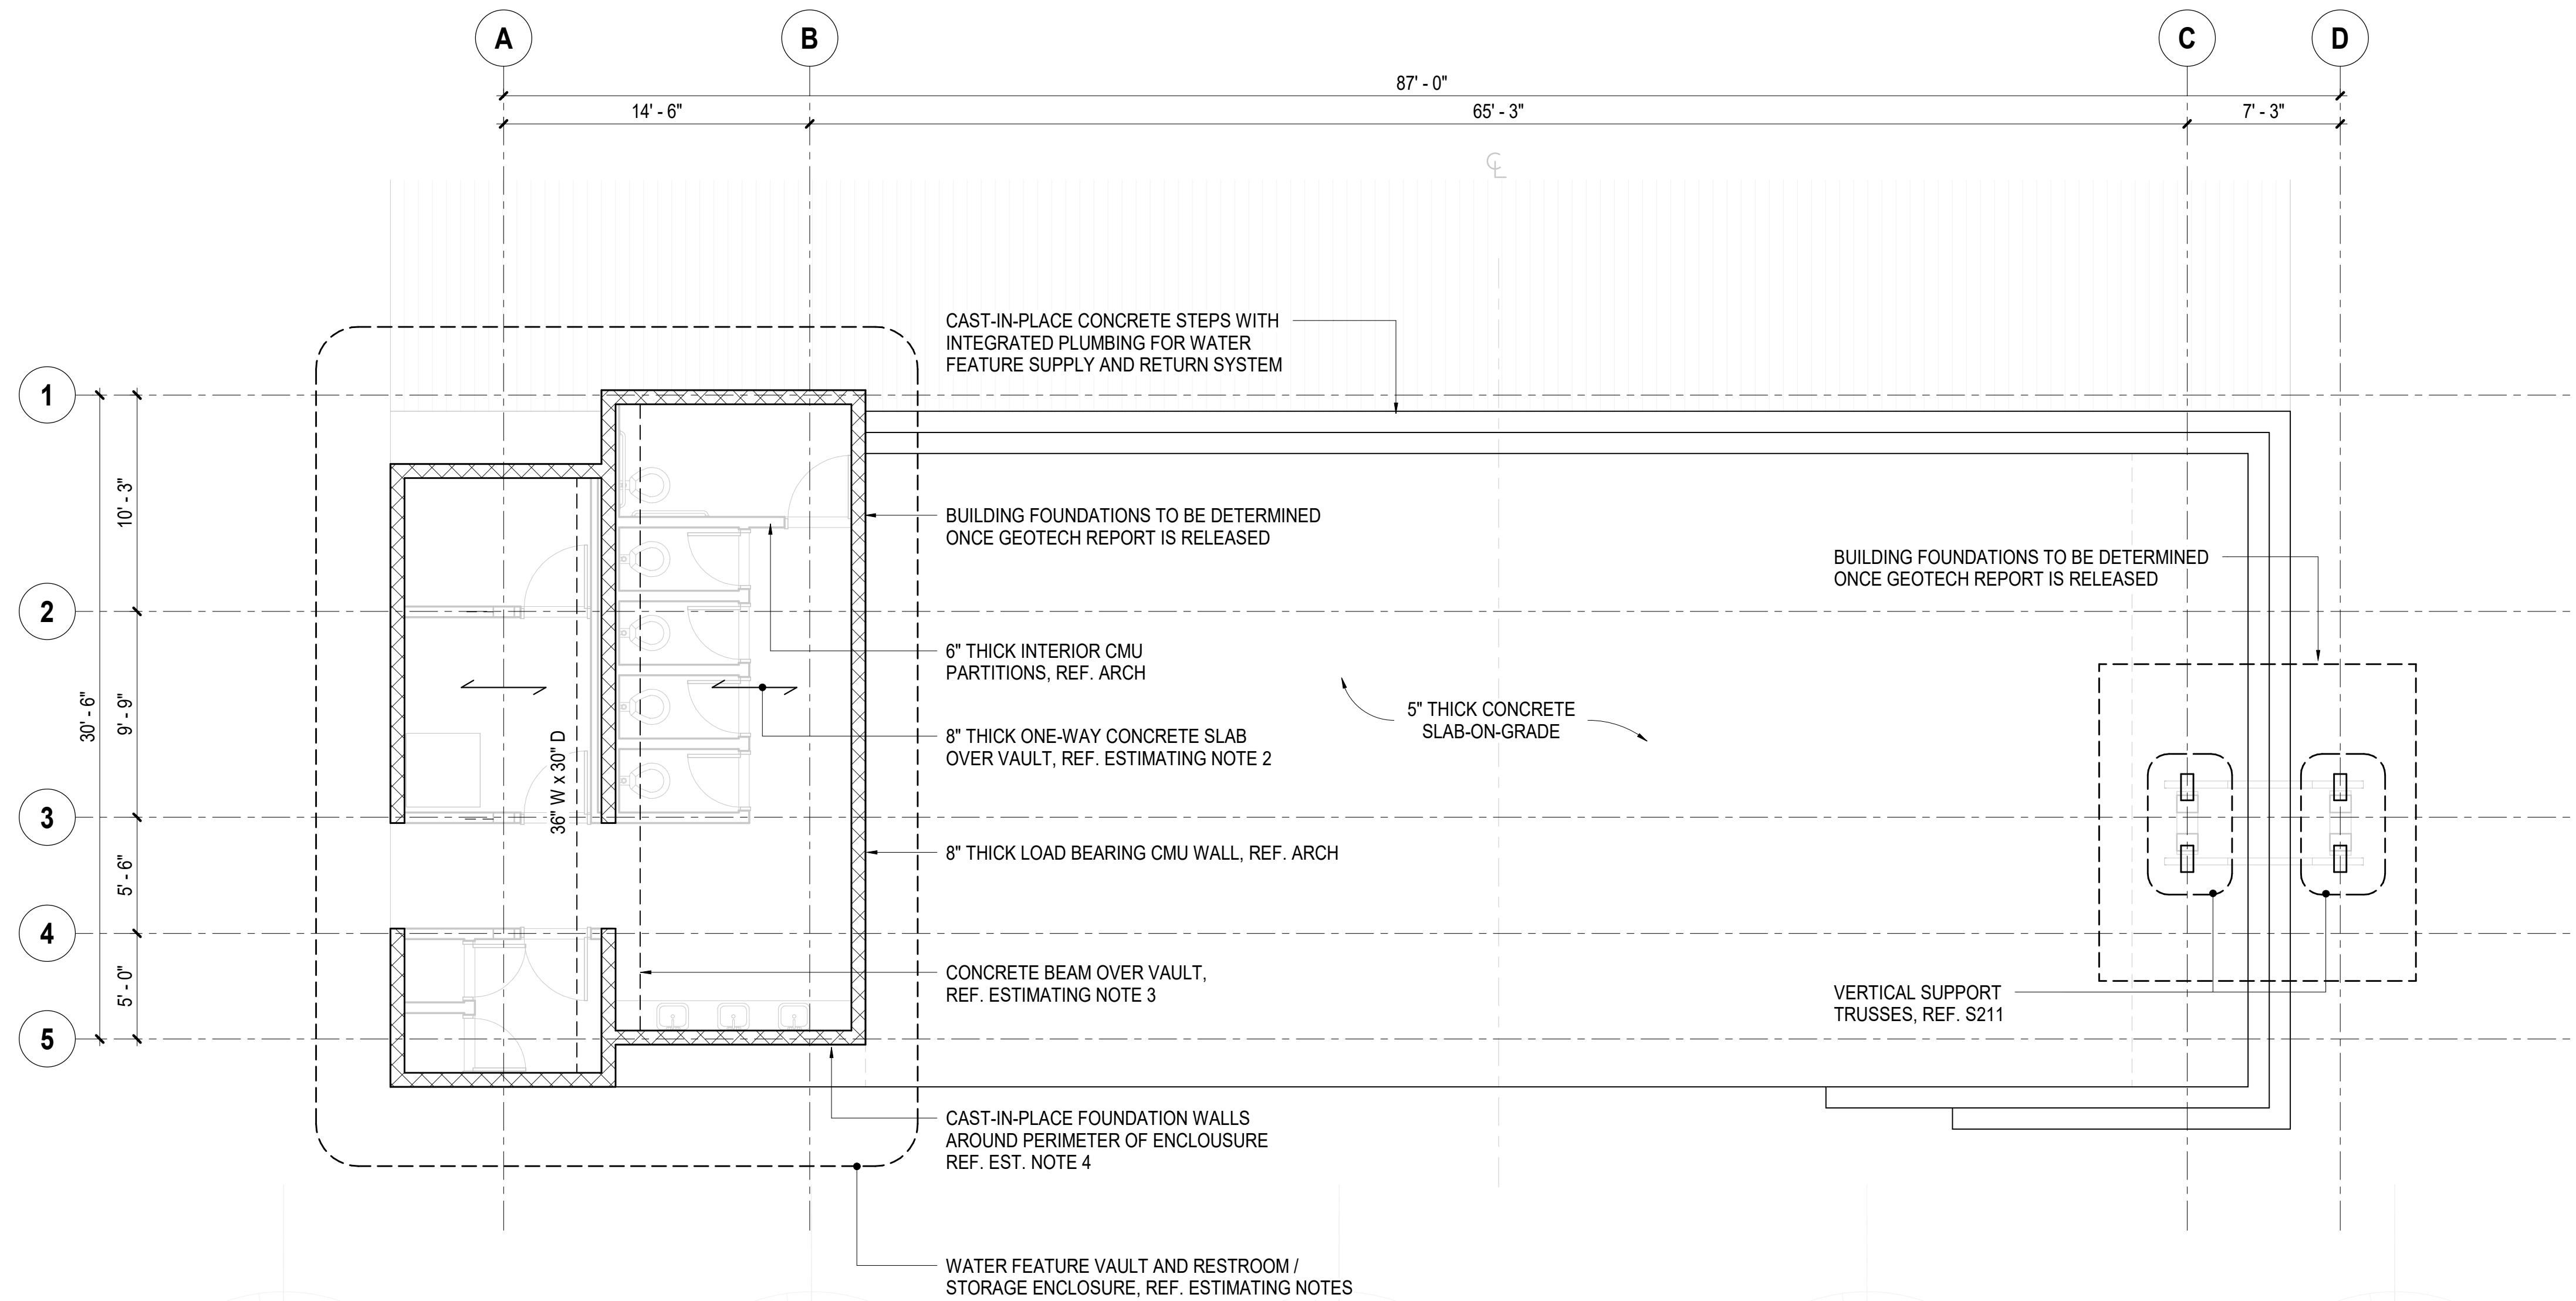 A
B
C
D
87' - 0"
14' - 6"
65' - 3"
7' - 3"
℄
CAST-IN-PLACE CONCRETE STEPS WITH
INTEGRATED PLUMBING FOR WATER
FEATURE SUPPLY AND RETURN SYSTEM
1
2
3
4
5
30' - 6"
10' - 3"
9' - 9"
5' - 6"
5' - 0"
BUILDING FOUNDATIONS TO BE DETERMINED
ONCE GEOTECH REPORT IS RELEASED
BUILDING FOUNDATIONS TO BE DETERMINED
ONCE GEOTECH REPORT IS RELEASED
6" THICK INTERIOR CMU
PARTITIONS, REF. ARCH
5" THICK CONCRETE
SLAB-ON-GRADE
8" THICK ONE-WAY CONCRETE SLAB
OVER VAULT, REF. ESTIMATING NOTE 2
36" W x 30" D
8" THICK LOAD BEARING CMU WALL, REF. ARCH
CONCRETE BEAM OVER VAULT,
REF. ESTIMATING NOTE 3
VERTICAL SUPPORT
TRUSSES, REF. S211
CAST-IN-PLACE FOUNDATION WALLS
AROUND PERIMETER OF ENCLOUSURE
REF. EST. NOTE 4
WATER FEATURE VAULT AND RESTROOM /
STORAGE ENCLOSURE, REF. ESTIMATING NOTES